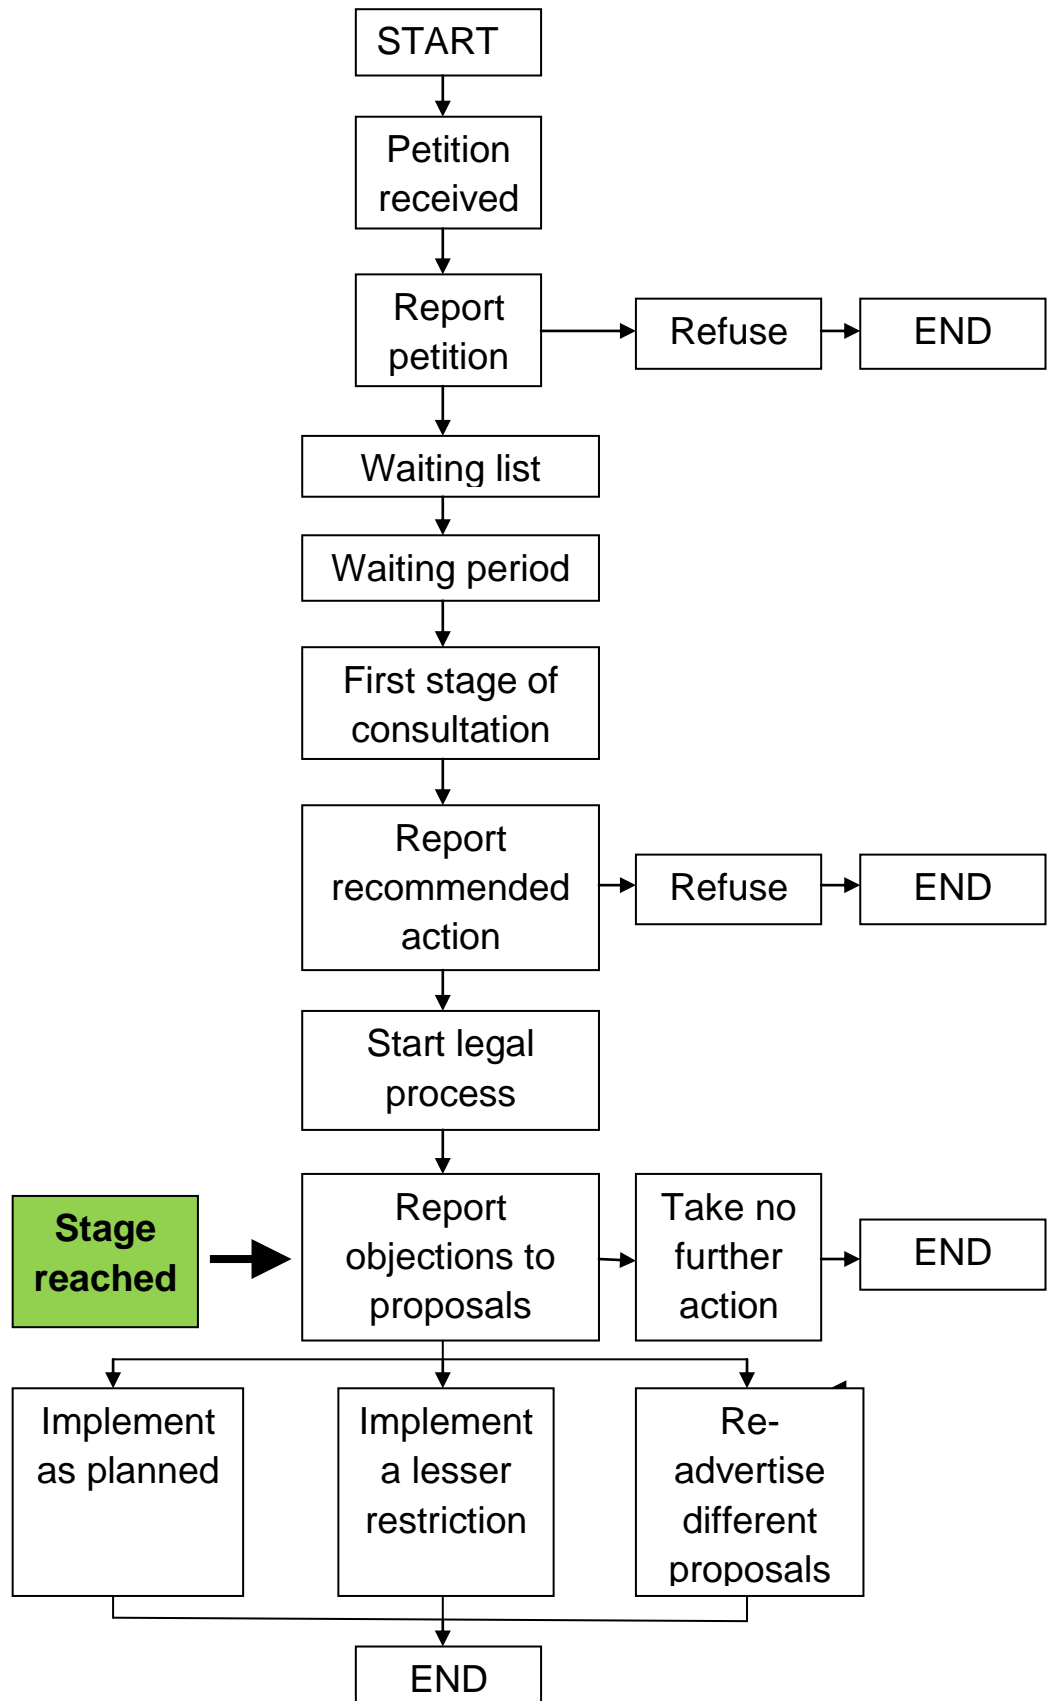 START
Petition
received
Report
petition
Refuse
END
Waiting list
Waiting period
First stage of
consultation
Report
recommended
action
Refuse
END
Start legal
process
Stage
reached
Report
objections to
proposals
Take no
further
action
END
Implement
as planned
Implement
a lesser
restriction
Re-
advertise
different
proposals
END